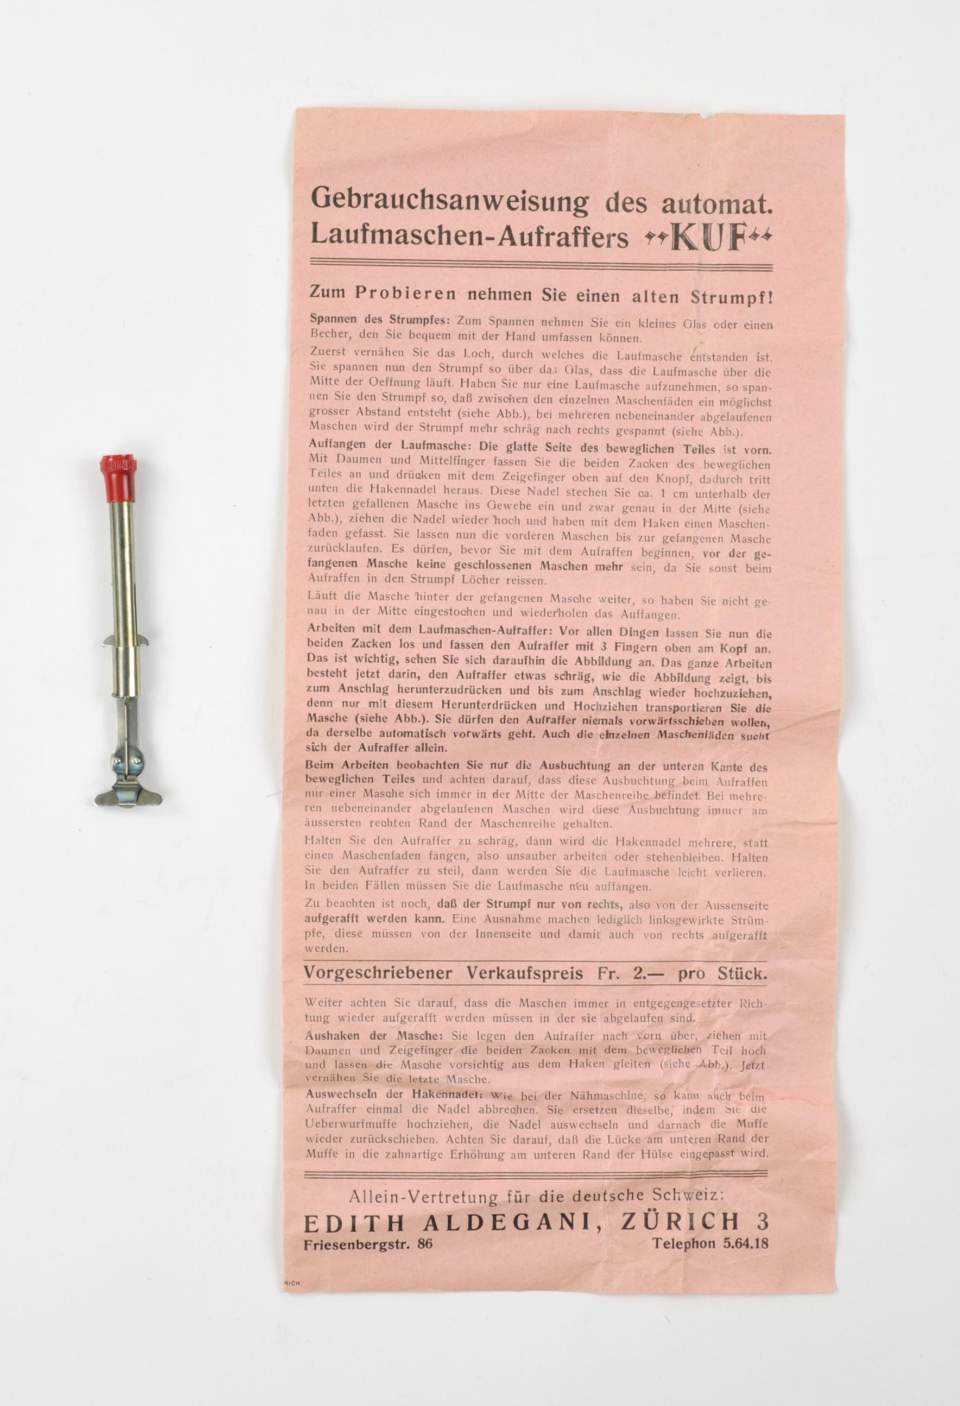 Gebrauchsanweisung des automat.
Laufmaschen-Aufraffers "KUF"
Zum Probieren nehmen Sie einen alten Strumpf!
Spannen des Strumpfes: Zum Spannen nehmen Sie ein kleines Glas oder einen
Becher, den Sie bequem mit der Hand umfassen können.
Zuerst vernähen Sie das Loch, durch welches die Laufmasche entstanden ist.
Sie spannen nun den Strumpf so über das Glas, dass die Laufmasche über die
Mitte der Oeffnung läuft. Haben Sie nur eine Laufmasche aufzunehmen, so span-
nen Sie den Strumpf so, daß zwischen den einzelnen Maschenfäden ein möglichst
grosser Abstand entsteht (siehe Abb.), bei mehreren nebeneinander abgelaufenen
Maschen wird der Strumpf mehr schräg nach rechts gespannt (siehe Abb.).
Auffangen der Laufmasche: Die glatte Seite des beweglichen Teiles ist vorn.
Mit Daumen und Mittelfinger fassen Sie die beiden Zacken des beweglichen
Teiles an und drücken mit dem Zeigefinger oben auf den Knopf, dadurch tritt
unten die Hakennadel heraus. Diese Nadel stechen Sie ca. 1 cm unterhalb der
letzten gefallenen Masche ins Gewebe ein und zwar genau in der Mitte (siehe
Abb.), ziehen die Nadel wieder hoch und haben mit dem Haken einen Maschen-
faden gefasst. Sie lassen nun die vorderen Maschen bis zur gefangenen Masche
zurücklaufen. Es dürfen, bevor Sie mit dem Aufraffen beginnen, vor der ge-
fangenen Masche keine geschlossenen Maschen mehr sein, da Sie sonst beim
Aufraffen in den Strumpf Löcher reissen.
Läuft die Masche hinter der gefangenen Masche weiter, so haben Sie nicht ge-
nau in der Mitte eingestochen und wiederholen das Auffangen.
Arbeiten mit dem Laufmaschen-Aufraffer: Vor allen Dingen lassen Sie nun die
beiden Zacken los und fassen den Aufraffer mit 3 Fingern oben am Kopf an.
Das ist wichtig, sehen Sie sich daraufhin die Abbildung an. Das ganze Arbeiten
besteht jetzt darin, den Aufraffer etwas schräg, wie die Abbildung zeigt, bis
zum Anschlag herunterzudrücken und bis zum Anschlag wieder hochzuziehen,
denn nur mit diesem Herunterdrücken und Hochziehen transportieren Sie die
Masche (siehe Abb.). Sie dürfen den Aufraffer niemals vorwärtsschieben wollen,
da derselbe automatisch vorwärts geht. Auch die einzelnen Maschenfäden sucht
sich der Aufraffer allein.
Beim Arbeiten beobachten Sie nur die Ausbuchtung an der unteren Kante des
beweglichen Teiles und achten darauf, dass diese Ausbuchtung beim Aufraffen
nur einer Masche sich immer in der Mitte der Maschenreihe befindet. Bei mehre-
ren nebeneinander abgelaufenen Maschen wird diese Ausbuchtung immer am
äussersten rechten Rand der Maschenreihe gehalten.
Halten Sie den Aufraffer zu schräg, dann wird die Hakennadel mehrere, statt
einen Maschenfaden fangen, also unsauber arbeiten oder stehenbleiben. Halten
Sie den Aufraffer zu steil, dann werden Sie die Laufmasche leicht verlieren.
In beiden Fällen müssen Sie die Laufmasche neu auffangen.
Zu beachten ist noch, daß der Strumpf nur von rechts, also von der Aussenseite
aufgerafft werden kann. Eine Ausnahme machen lediglich linksgewirkte Strüm-
pfe, diese müssen von der Innenseite und damit auch von rechts aufgerafft
werden.
Vorgeschriebener Verkaufspreis Fr. 2.— pro Stück.
Weiter achten Sie darauf, dass die Maschen immer in entgegengesetzter Rich-
tung wieder aufgerafft werden müssen in der sie abgelaufen sind.
Aushaken der Masche: Sie legen den Aufraffer nach vorn über, ziehen mit
Daumen und Zeigefinger die beiden Zacken mit dem beweglichen Teil hoch
und lassen die Masche vorsichtig aus dem Haken gleiten (siehe Abb.). Jetzt
vernähen Sie die letzte Masche.
Auswechseln der Hakennadel: Wie bei der Nähmaschine, so kann auch beim
Aufraffer einmal die Nadel abbrechen. Sie ersetzen dieselbe, indem Sie die
Ueberwurfmuffe hochziehen, die Nadel auswechseln und darnach die Muffe
wieder zurückschieben. Achten Sie darauf, daß die Lücke am unteren Rand der
Muffe in die zahnartige Erhöhung am unteren Rand der Hülse eingepasst wird.
Allein-Vertretung für die deutsche Schweiz:
EDITH ALDEGANI, ZÜRICH 3
Friesenbergstr. 86 Telephon 5.64.18